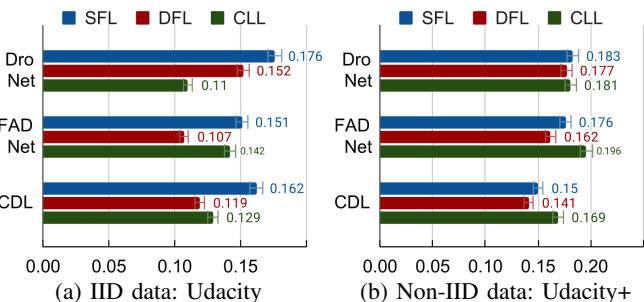 SFL DFL CLL
Dro
Net
0.176
0.152
0.11
FAD
Net
0.151
0.107
0.142
CDL
0.162
0.119
0.129
0.00 0.05 0.10 0.15
(a) IID data: Udacity
SFL DFL CLL
Dro
Net
0.183
0.177
0.181
FAD
Net
0.176
0.162
0.196
CDL
0.15
0.141
0.169
0.00 0.05 0.10 0.15 0.20
(b) Non-IID data: Udacity+